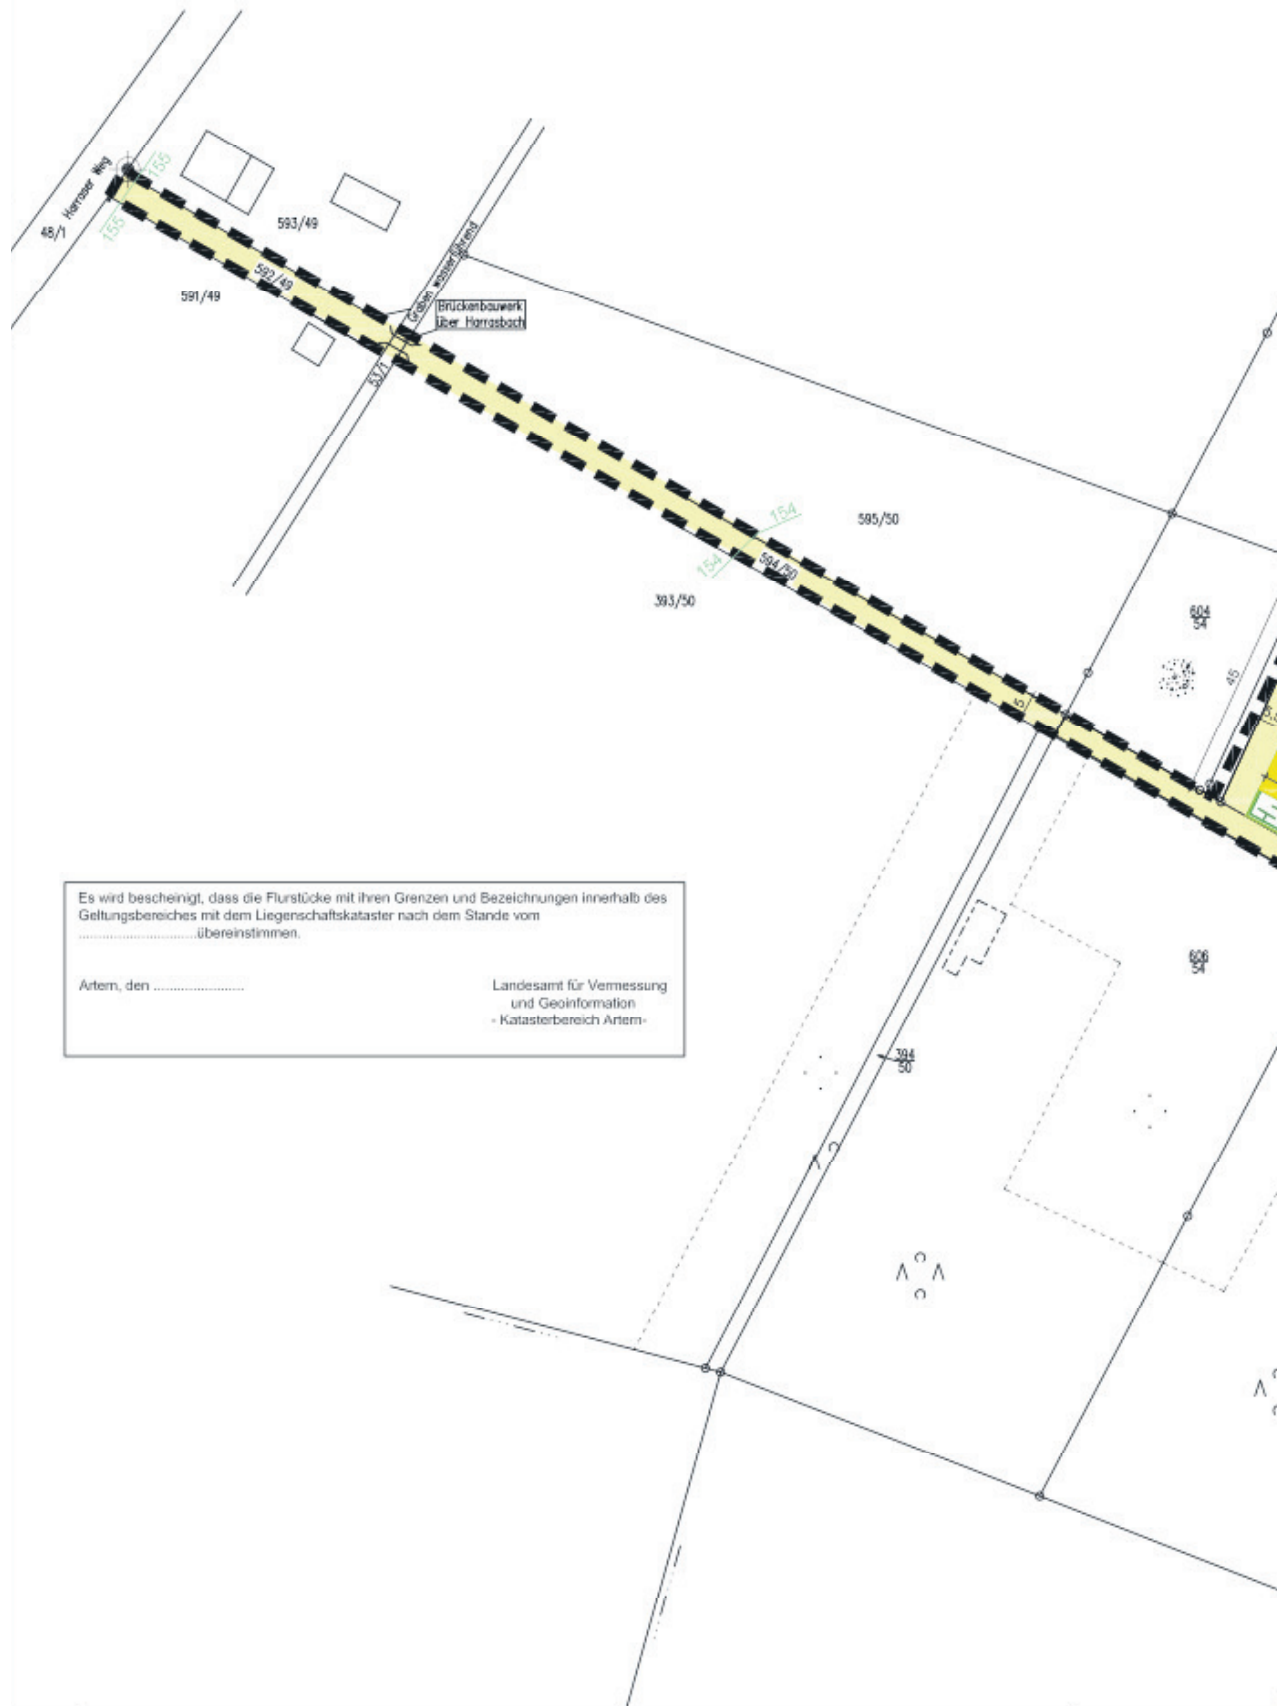 155
Harraser Weg
48/1
155
593/49
592/49
591/49
Graben wasserführend
Brückenbauwerk
über Harrasbach
53/1
154
595/50
154
594/50
393/50
604
54
45
5
Es wird bescheinigt, dass die Flurstücke mit ihren Grenzen und Bezeichnungen innerhalb des
Geltungsbereiches mit dem Liegenschaftskataster nach dem Stande vom
............................übereinstimmen.
Artern, den ......................
Landesamt für Vermessung
und Geoinformation
- Katasterbereich Artern-
606
54
394
50